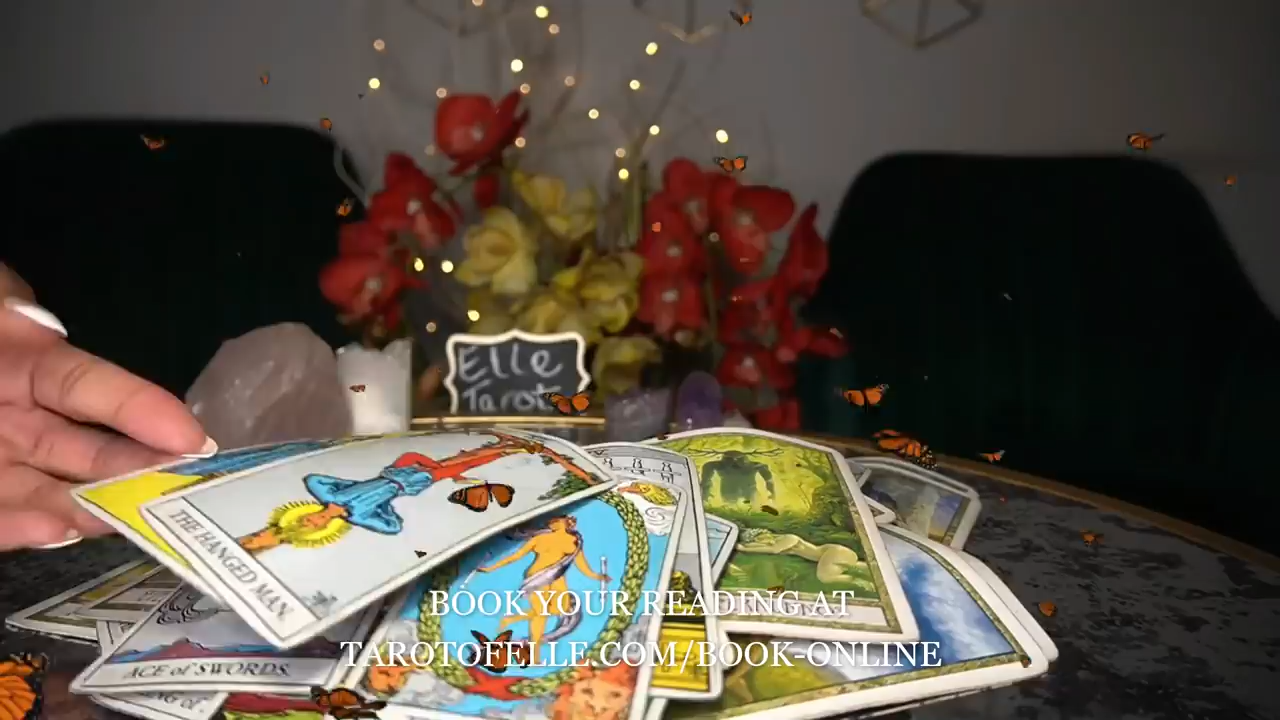 Elle
Tarot
THE HANGED MAN.
ACE of SWORDS.
BOOK YOUR READING AT
TAROTOFELLE.COM/BOOK-ONLINE